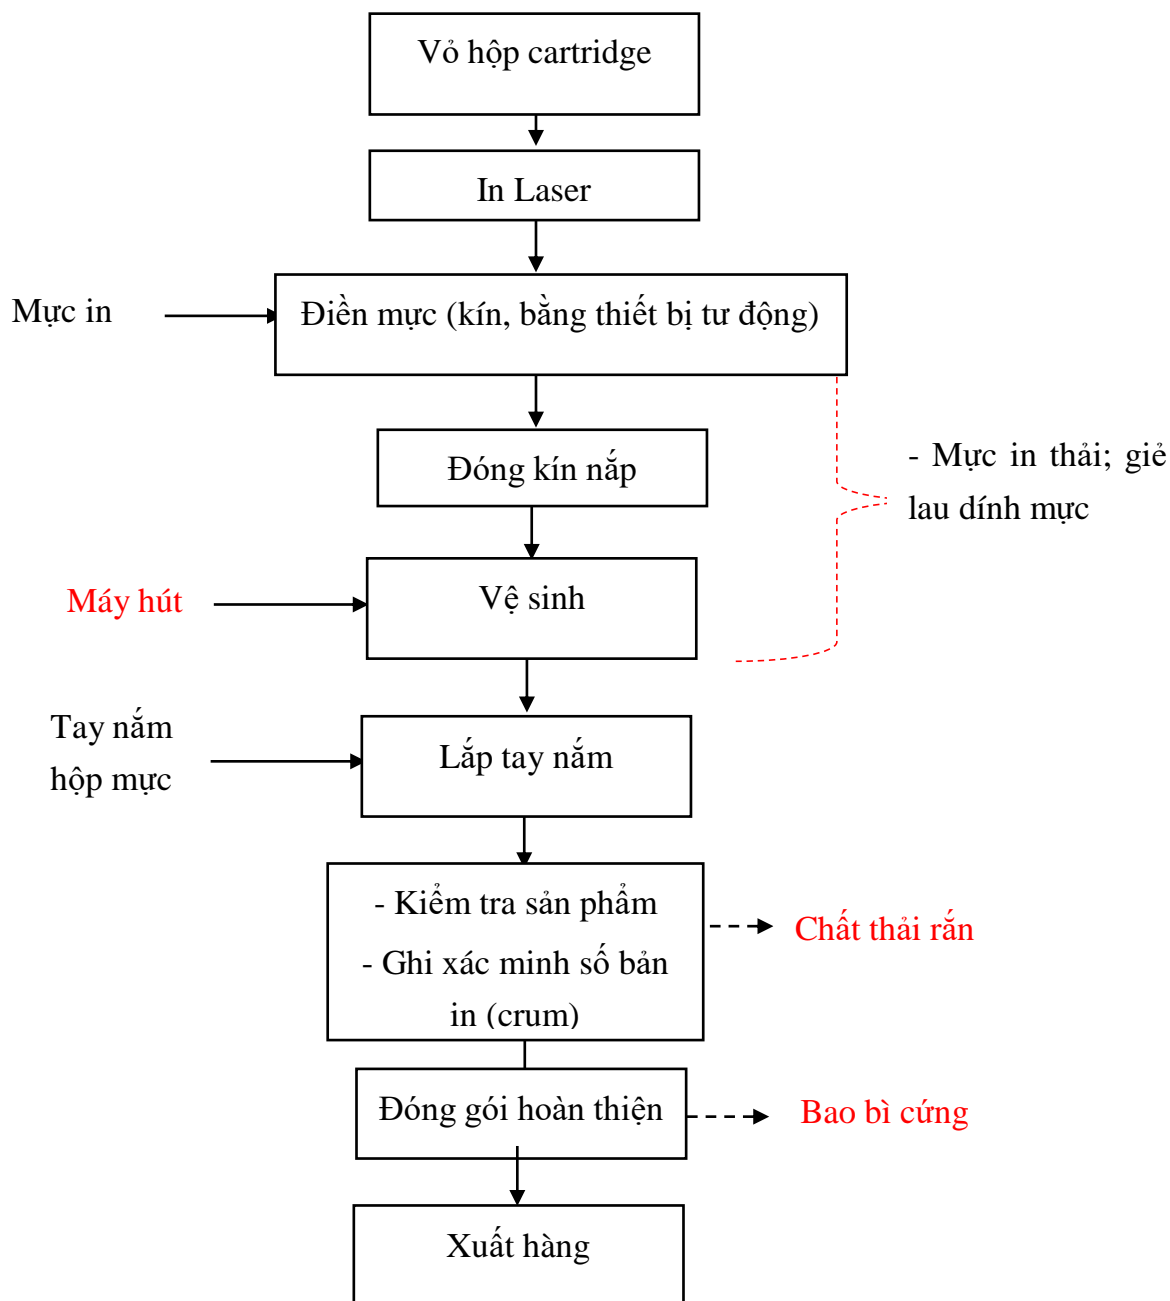 Vỏ hộp cartridge
In Laser
Mực in
Điền mực (kín, bằng thiết bị tư động)
Đóng kín nắp
- Mực in thải; giẻ
lau dính mực
Máy hút
Vệ sinh
Tay nắm
hộp mực
Lắp tay nắm
- Kiểm tra sản phẩm
- Ghi xác minh số bản
in (crum)
Chất thải rắn
Đóng gói hoàn thiện
Bao bì cứng
Xuất hàng